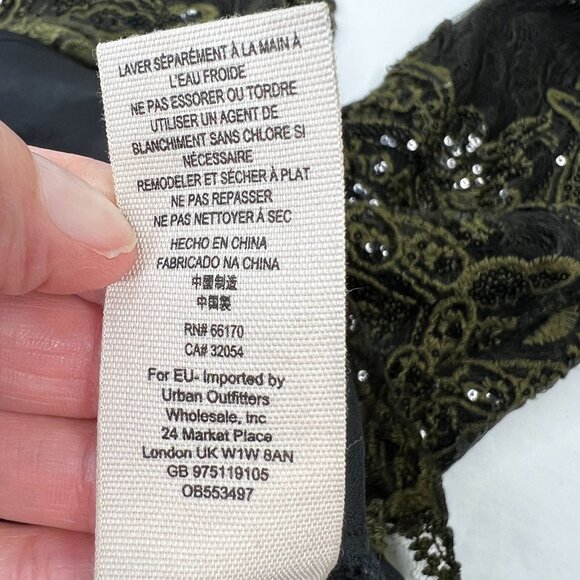 LAVER SÉPARÉMENT À LA MAIN À
L'EAU FROIDE
NE PAS ESSORER OU TORDRE
UTILISER UN AGENT DE
BLANCHIMENT SANS CHLORE SI
NÉCESSAIRE
REMODELER ET SÉCHER À PLAT
NE PAS REPASSER
NE PAS NETTOYER À SEC
HECHO EN CHINA
FABRICADO NA CHINA
中國製造
中国製
RN# 66170
CA# 32054
For EU- Imported by
Urban Outfitters
Wholesale, Inc
24 Market Place
London UK W1W 8AN
GB 975119105
OB553497